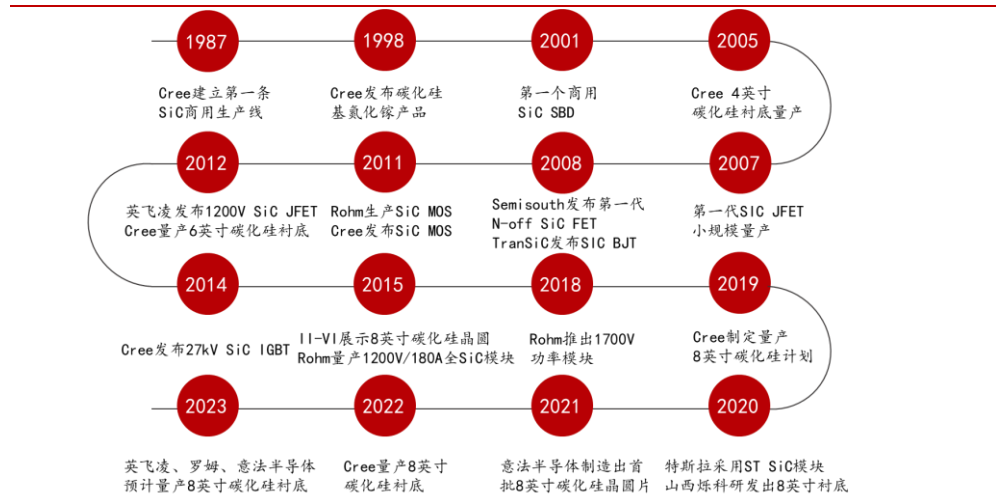 1987
Cree建立第一条
SiC商用生产线
1998
Cree发布碳化硅
基氮化镓产品
2001
第一个商用
SiC SBD
2005
Cree 4英寸
碳化硅衬底量产
2007
第一代SIC JFET
小规模量产
2008
Semisouth发布第一代
N-off SiC FET
TranSiC发布SIC BJT
2011
Rohm生产SiC MOS
Cree发布SiC MOS
2012
英飞凌发布1200V SiC JFET
Cree量产6英寸碳化硅衬底
2014
Cree发布27kV SiC IGBT
2015
II-VI展示8英寸碳化硅晶圆
Rohm量产1200V/180A全SiC模块
2018
Rohm推出1700V
功率模块
2019
Cree制定量产
8英寸碳化硅计划
2020
特斯拉采用ST SiC模块
山西烁科研发出8英寸衬底
2021
意法半导体制造出首
批8英寸碳化硅晶圆片
2022
Cree量产8英寸
碳化硅衬底
2023
英飞凌、罗姆、意法半导体
预计量产8英寸碳化硅衬底